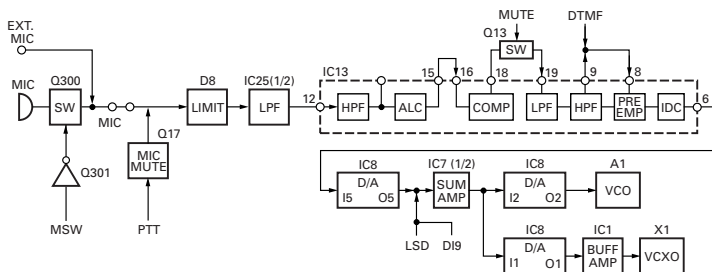 EXT.
MIC
MUTE
DTMF
Q13
SW
MIC
Q300
SW
D8
LIMIT
IC25(1/2)
LPF
12
IC13
HPF
ALC
15
16
COMP
18
19
LPF
HPF
9
8
PRE
EMP
IDC
6
MIC
Q17
MIC
MUTE
Q301
MSW
PTT
IC8
D/A
I5
O5
IC7 (1/2)
SUM
AMP
IC8
D/A
I2
O2
A1
VCO
LSD
DI9
IC8
D/A
I1
O1
IC1
BUFF
AMP
X1
VCXO